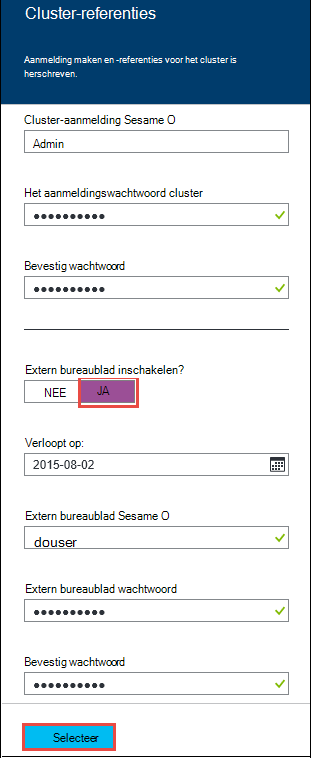 Cluster-referenties
Aanmelding maken en -referenties voor het cluster is
herschreven.
Cluster-aanmelding Sesame O
Admin
Het aanmeldingswachtwoord cluster
••••••••••
Bevestig wachtwoord
••••••••••
Extern bureaublad inschakelen?
NEE JA
Verloopt op:
2015-08-02
Extern bureaublad Sesame O
douser
Extern bureaublad wachtwoord
••••••••••
Bevestig wachtwoord
••••••••••
Selecteer